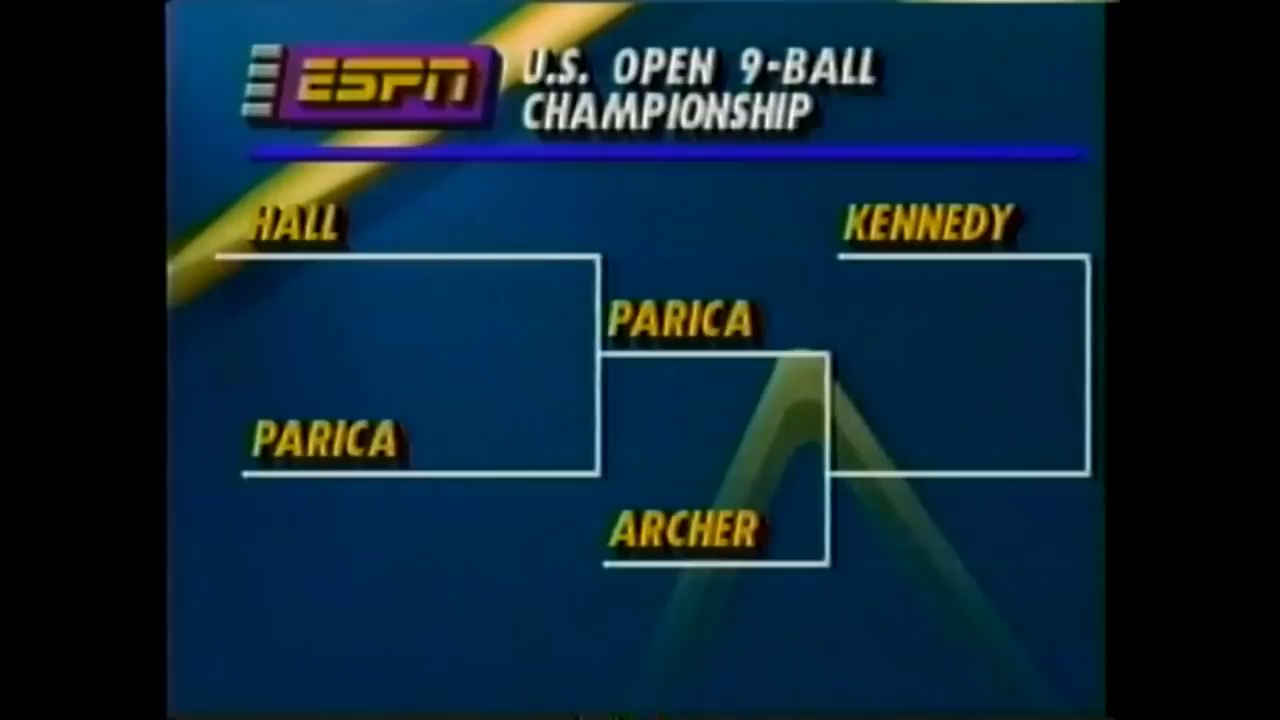 ESPN
U.S. OPEN 9-BALL
CHAMPIONSHIP
HALL
KENNEDY
PARICA
PARICA
ARCHER